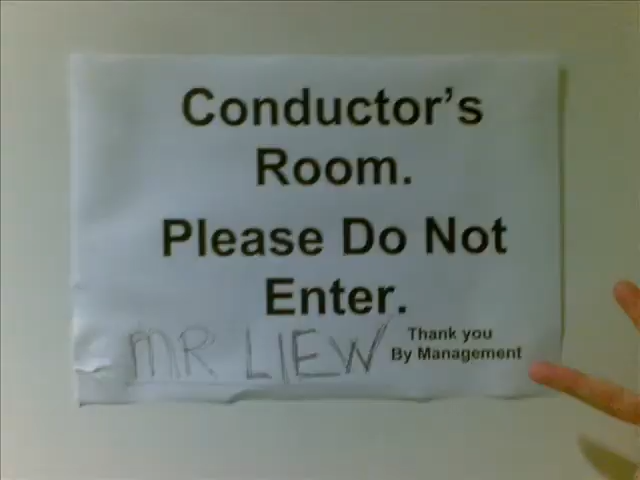 Conductor's
Room.
Please Do Not
Enter.
MR LIEW
Thank you
By Management